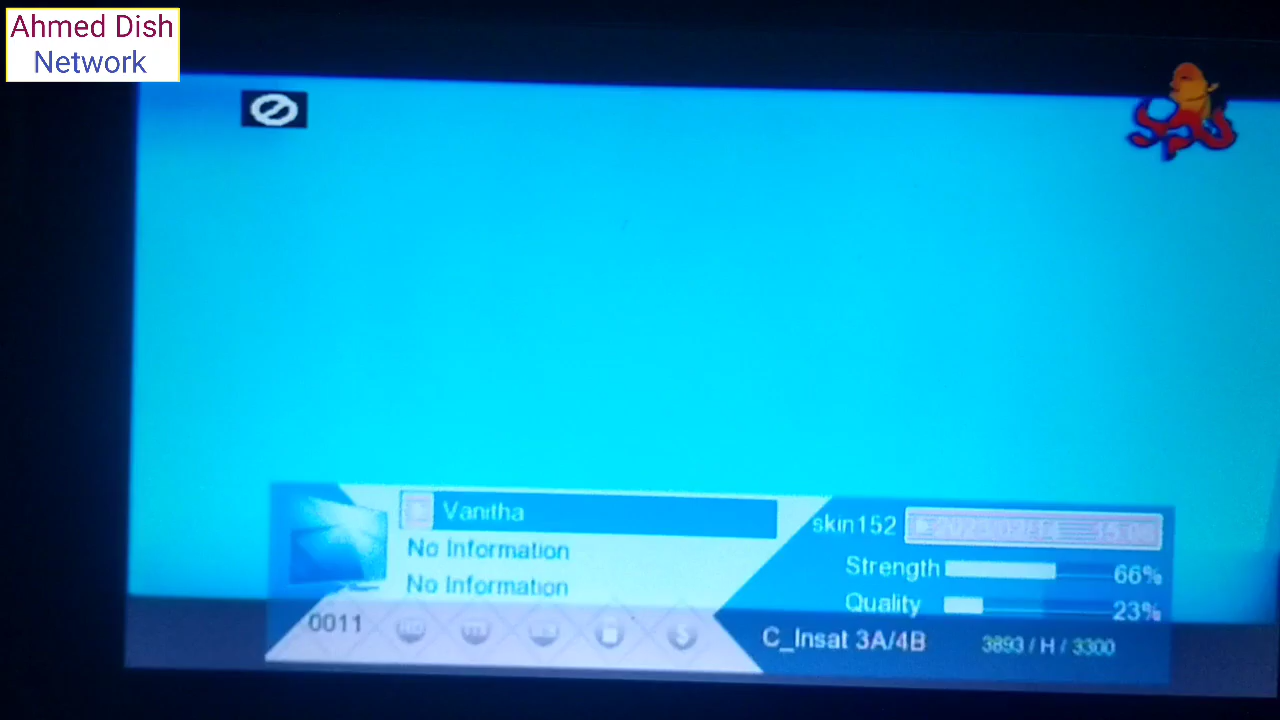 Ahmed Dish
Network
Vanitha
No Information
No Information
0011
skin152
Strength 66%
Quality 23%
C_Insat 3A/4B 3893 / H / 3300